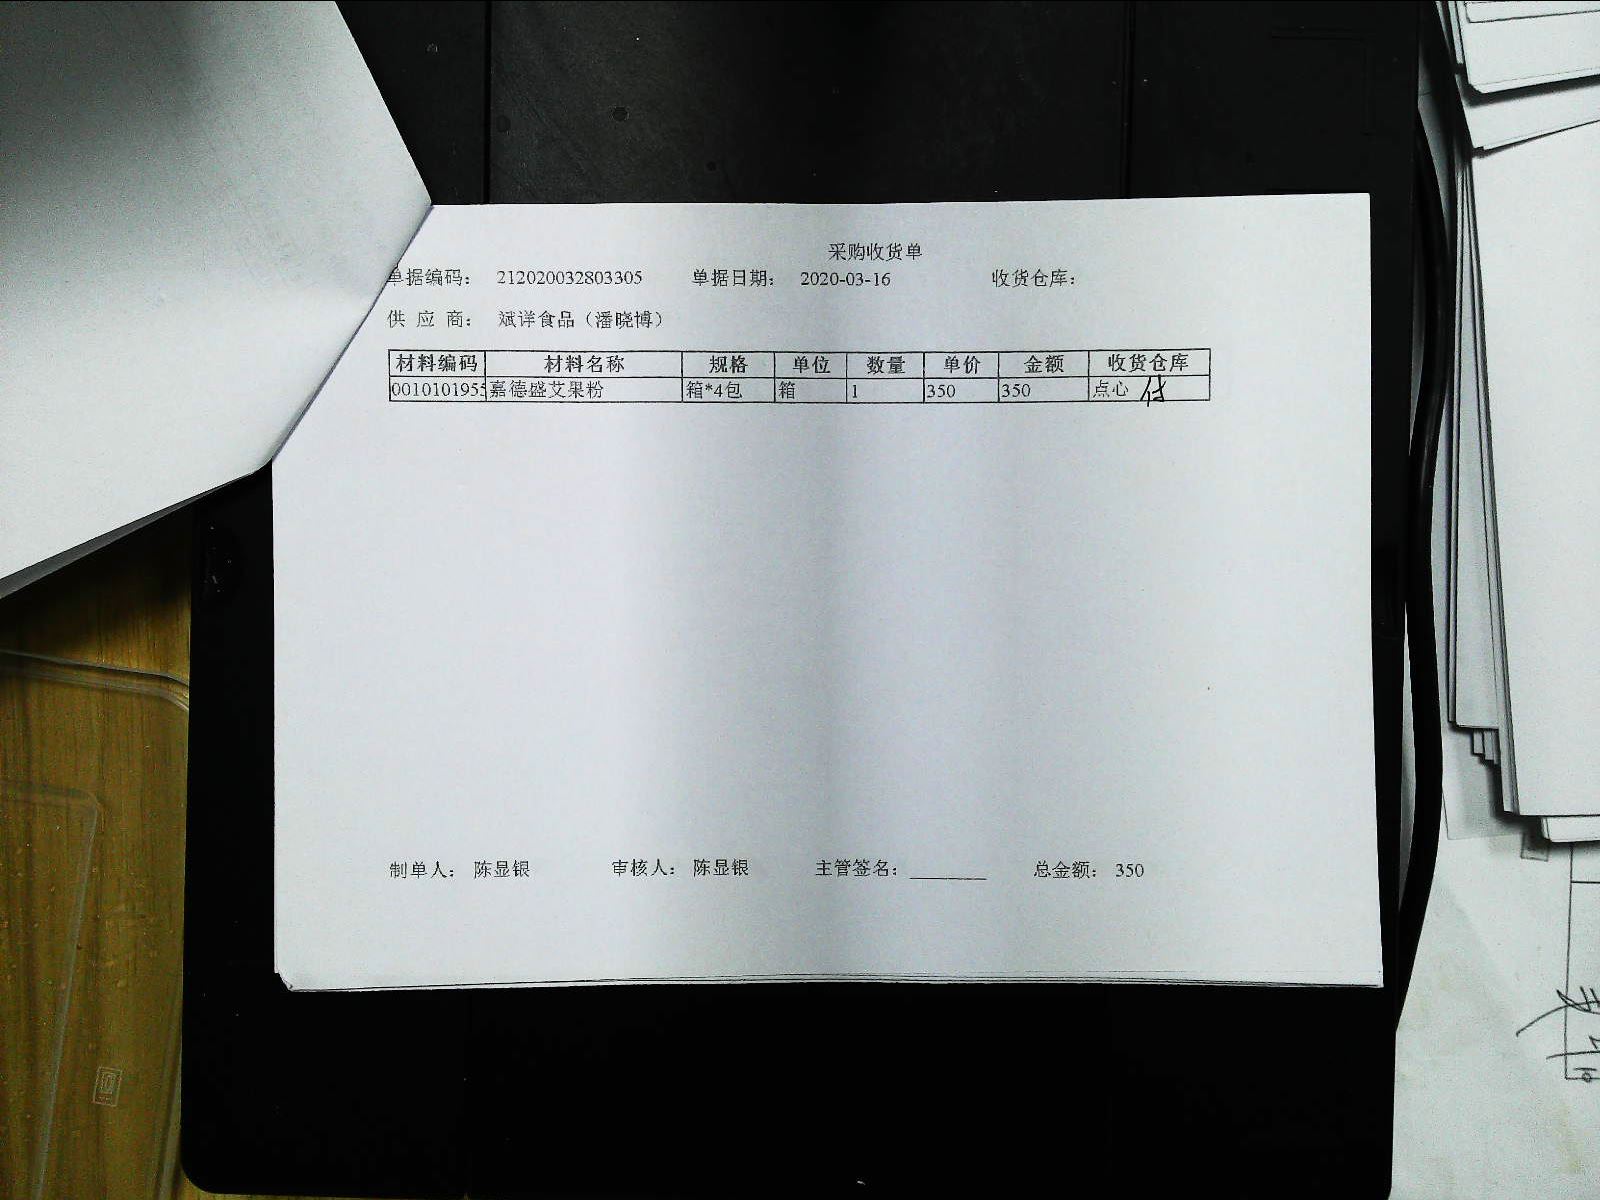 采购收货单
单据编码： 212020032803305 单据日期： 2020-03-16 收货仓库：
供 应 商： 斌详食品（潘晓博）
材料编码 材料名称 规格 单位 数量 单价 金额 收货仓库
0010101955 嘉德盛艾果粉 箱*4包 箱 1 350 350 点心 付
制单人： 陈显银 审核人： 陈显银 主管签名： 总金额： 350